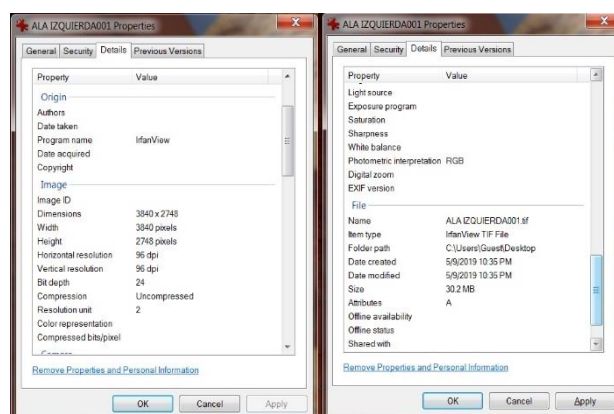 ALA IZQUIERDA001 Properties
General Security Details Previous Versions
Property Value
Origin
Authors
Date taken
Program name IrfanView
Date acquired
Copyright
Image
Image ID
Dimensions 3840 x 2748
Width 3840 pixels
Height 2748 pixels
Horizontal resolution 96 dpi
Vertical resolution 96 dpi
Bit depth 24
Compression Uncompressed
Resolution unit 2
Color representation
Compressed bits/pixel
Remove Properties and Personal Information
OK Cancel Apply
ALA IZQUIERDA001 Properties
General Security Details Previous Versions
Property Value
Light source
Exposure program
Saturation
Sharpness
White balance
Photometric interpretation RGB
Digital zoom
EXIF version
File
Name ALA IZQUIERDA001.tif
Item type IrfanView TIF File
Folder path C:\Users\Guest\Desktop
Date created 5/9/2019 10:35 PM
Date modified 5/9/2019 10:35 PM
Size 30.2 MB
Attributes A
Offline availability
Offline status
Shared with
Remove Properties and Personal Information
OK Cancel Apply